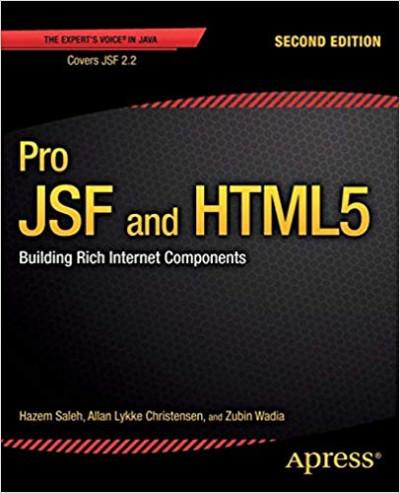 THE EXPERT'S VOICE® IN JAVA
SECOND EDITION
Covers JSF 2.2
Pro
JSF and HTML5
Building Rich Internet Components
Hazem Saleh, Allan Lykke Christensen, and Zubin Wadia
Apress®